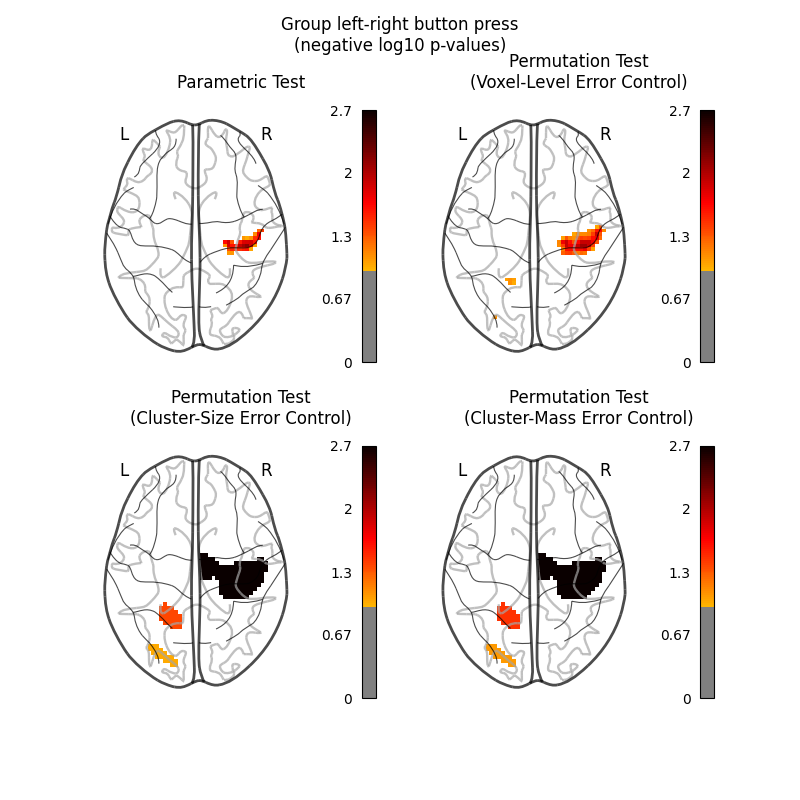 Group left-right button press
(negative log10 p-values)
Parametric Test
L
R
2.7
2
1.3
0.67
0
Permutation Test
(Voxel-Level Error Control)
L
R
2.7
2
1.3
0.67
0
Permutation Test
(Cluster-Size Error Control)
L
R
2.7
2
1.3
0.67
0
Permutation Test
(Cluster-Mass Error Control)
L
R
2.7
2
1.3
0.67
0